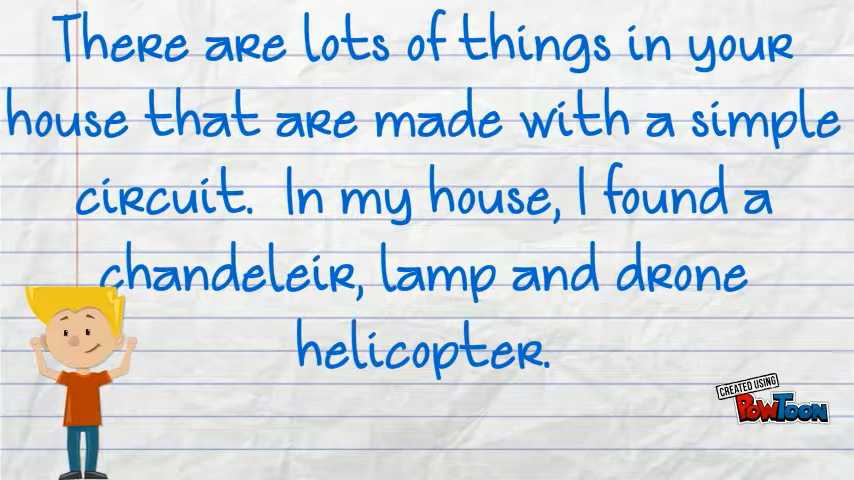 There are lots of things in your
house that are made with a simple
circuit. In my house, I found a
chandeleir, lamp and drone
helicopter.
CREATED USING
POWTOON